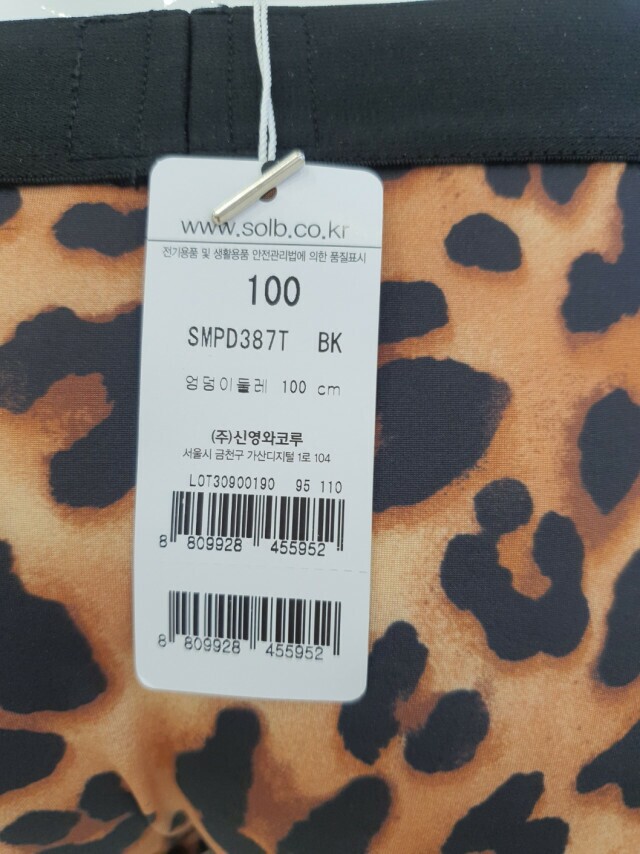 www.solb.co.kr
전기용품 및 생활용품 안전관리법에 의한 품질표시
100
SMPD387T BK
엉덩이둘레 100 cm
(주)신영와코루
서울시 금천구 가산디지털 1로 104
LOT30900190 95 110
8 809928 455952
8 809928 455952